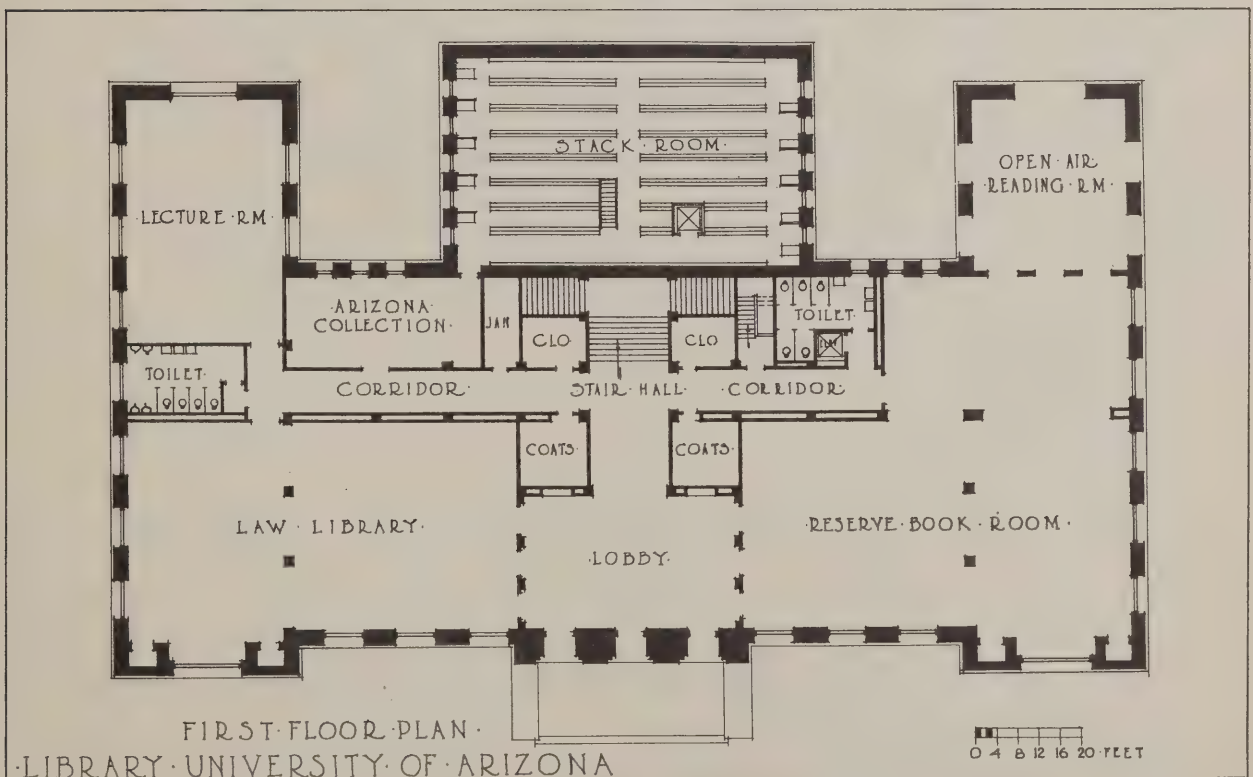 STACK · ROOM ·
OPEN · AIR
READING · RM ·
· LECTURE · RM
· ARIZONA ·
COLLECTION ·
JAN
CLO
CLO
TOILET ·
TOILET ·
CORRIDOR ·
STAIR · HALL
· CORRIDOR ·
COATS ·
COATS ·
LAW · LIBRARY ·
· RESERVE · BOOK · ROOM ·
· LOBBY ·
FIRST · FLOOR · PLAN ·
· LIBRARY · UNIVERSITY · OF · ARIZONA
0 4 8 12 16 20 · FEET